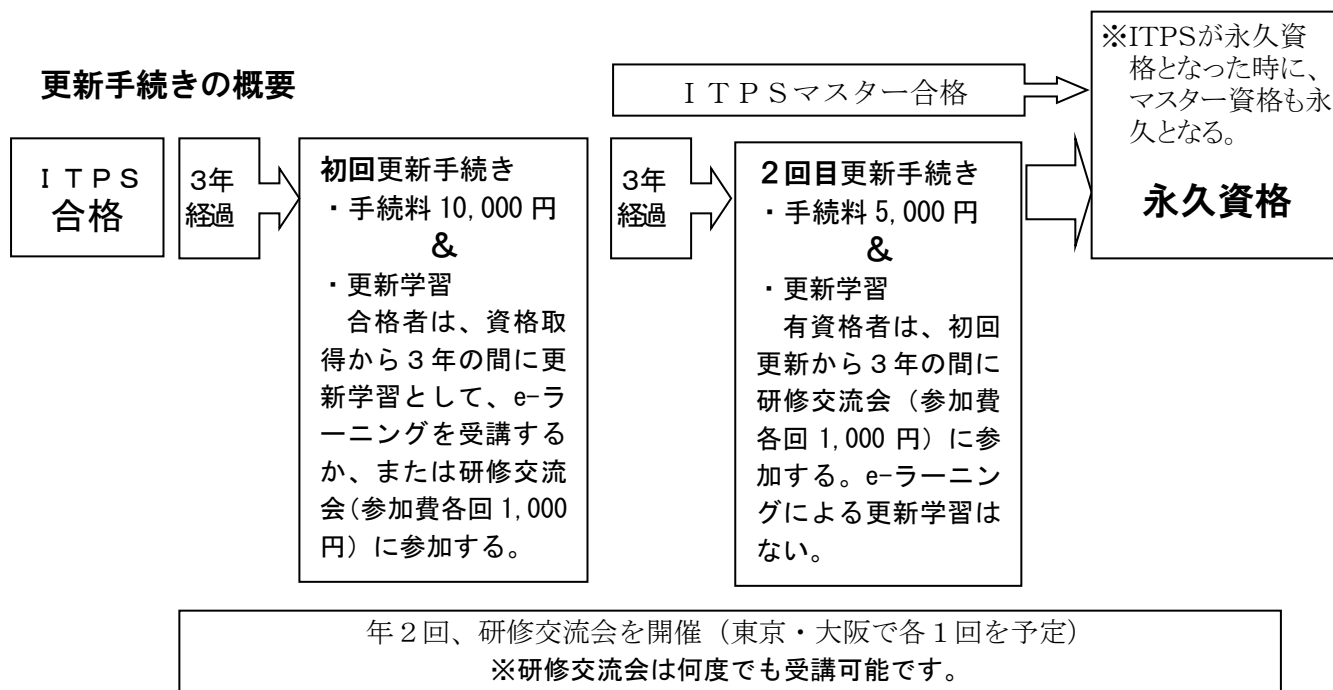 更新手続きの概要
ITPS
合格
3年
経過
初回更新手続き
・手続料 10,000 円
&
・更新学習
合格者は、資格取
得から３年の間に更
新学習として、e-ラ
ーニングを受講する
か、または研修交流
会（参加費各回 1,000
円）に参加する。
3年
経過
ＩＴＰＳマスター合格
２回目更新手続き
・手続料 5,000 円
&
・更新学習
有資格者は、初回
更新から３年の間に
研修交流会（参加費
各回 1,000 円）に参
加する。e-ラーニン
グによる更新学習は
ない。
※ITPSが永久資
格となった時に、
マスター資格も永
久となる。
永久資格
年２回、研修交流会を開催（東京・大阪で各１回を予定）
※研修交流会は何度でも受講可能です。